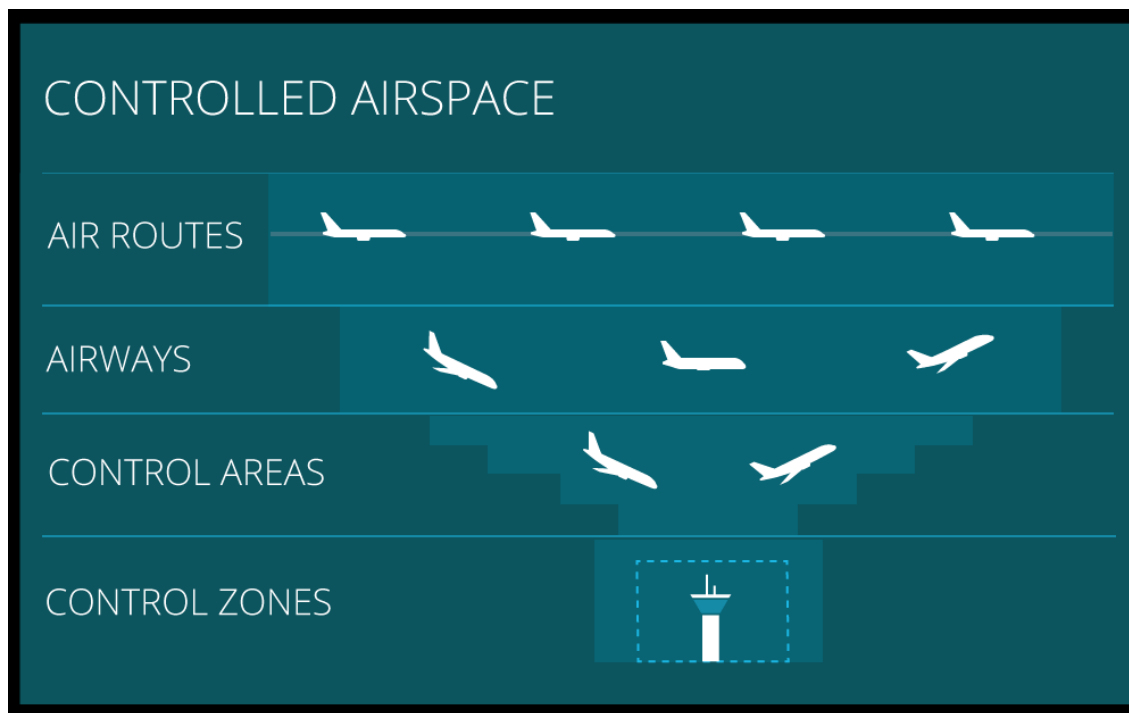 CONTROLLED AIRSPACE
AIR ROUTES
AIRWAYS
CONTROL AREAS
CONTROL ZONES